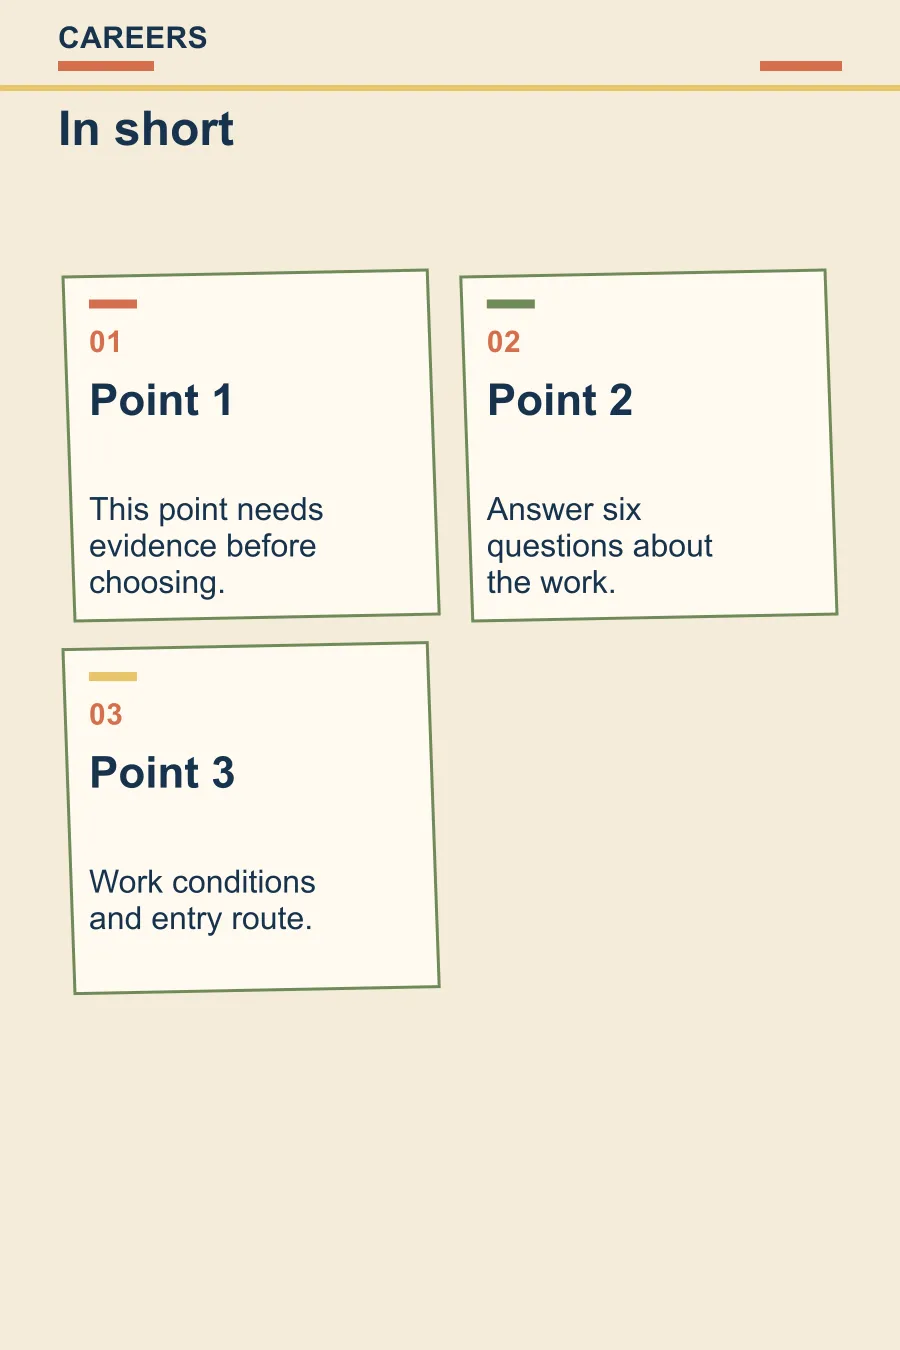 CAREERS
In short
01
Point 1
This point needs
evidence before
choosing.
02
Point 2
Answer six
questions about
the work.
03
Point 3
Work conditions
and entry route.